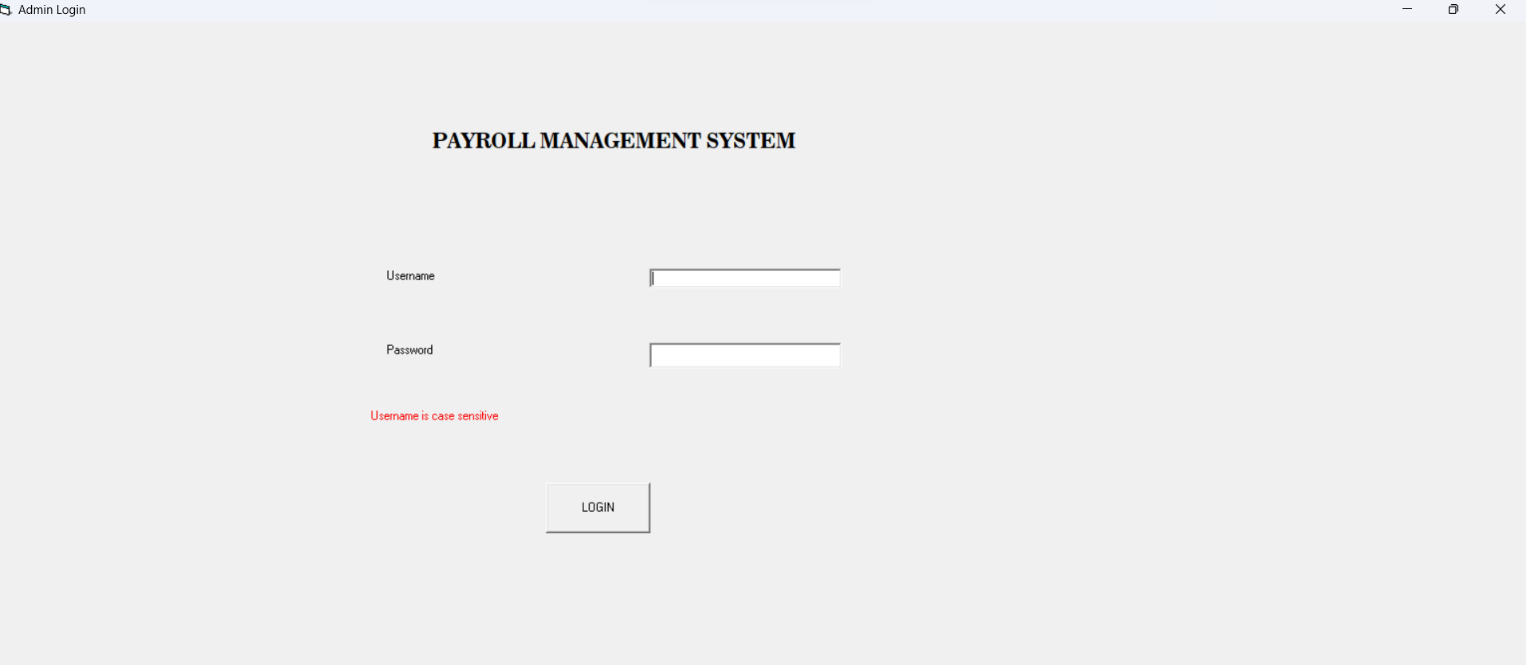 Admin Login
PAYROLL MANAGEMENT SYSTEM
Username
Password
Username is case sensitive
LOGIN